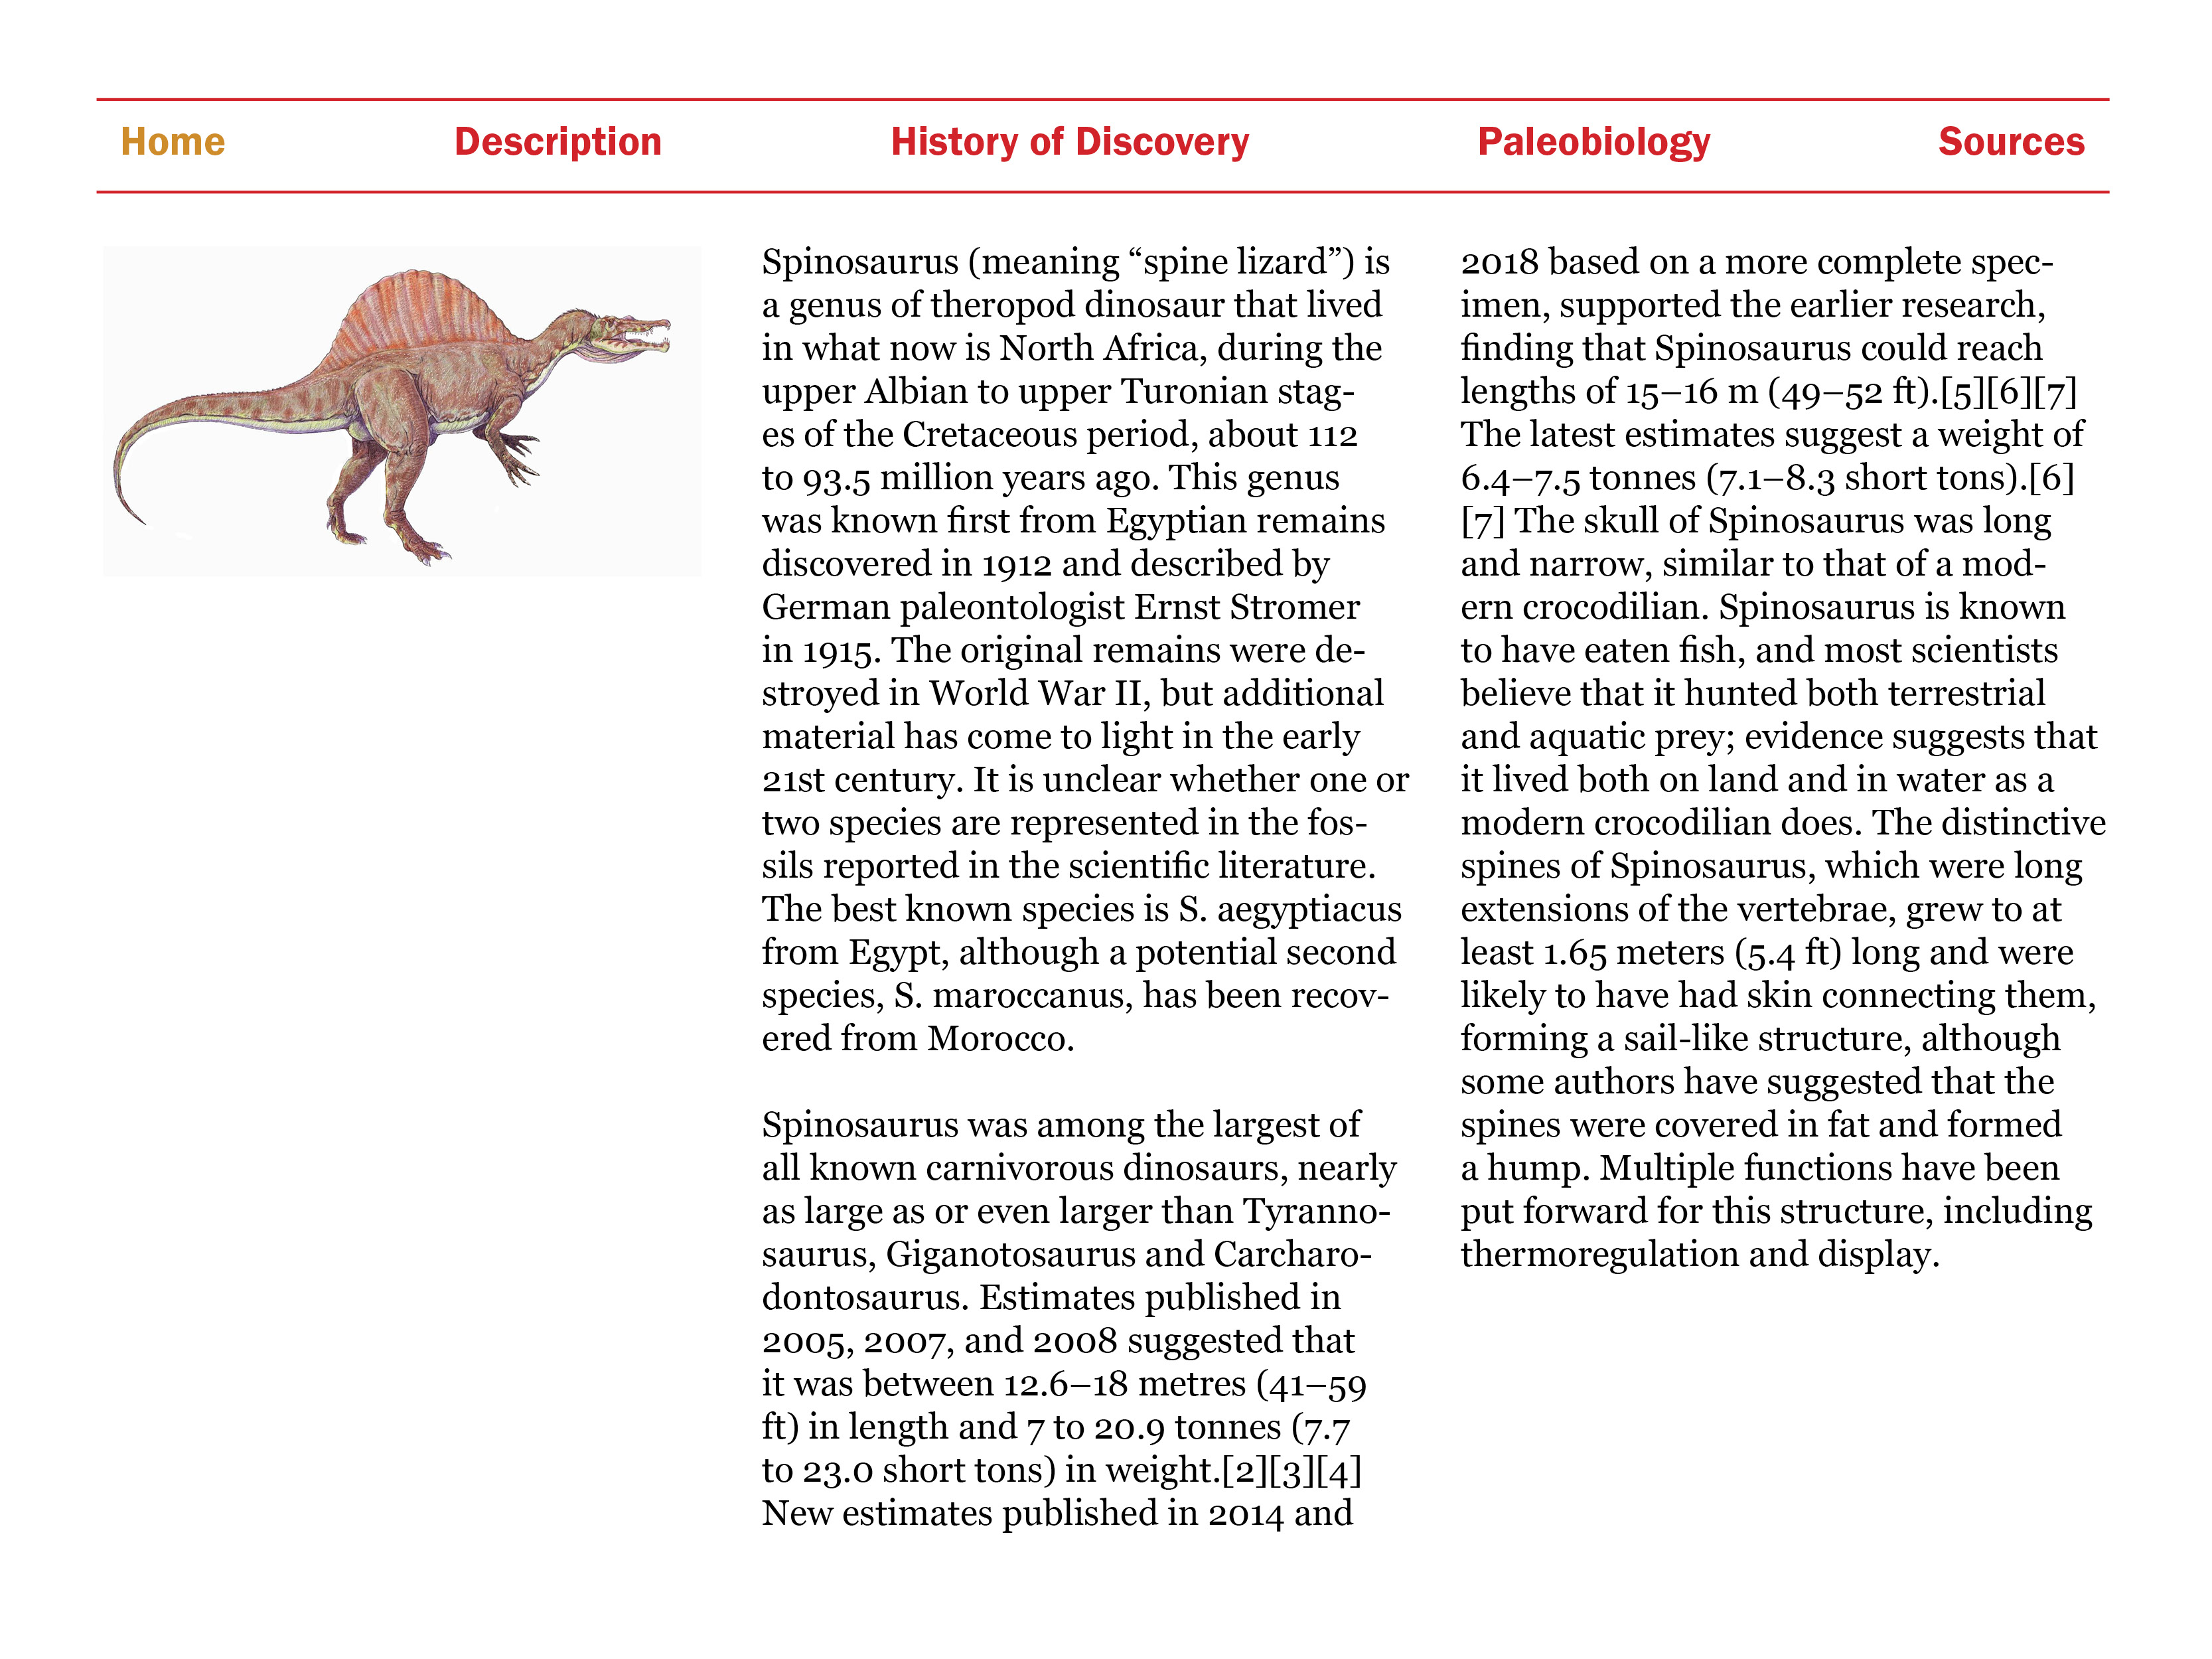 Home
Description
History of Discovery
Paleobiology
Sources
Spinosaurus (meaning “spine lizard”) is
a genus of theropod dinosaur that lived
in what now is North Africa, during the
upper Albian to upper Turonian stag-
es of the Cretaceous period, about 112
to 93.5 million years ago. This genus
was known first from Egyptian remains
discovered in 1912 and described by
German paleontologist Ernst Stromer
in 1915. The original remains were de-
stroyed in World War II, but additional
material has come to light in the early
21st century. It is unclear whether one or
two species are represented in the fos-
sils reported in the scientific literature.
The best known species is S. aegyptiacus
from Egypt, although a potential second
species, S. maroccanus, has been recov-
ered from Morocco.
Spinosaurus was among the largest of
all known carnivorous dinosaurs, nearly
as large as or even larger than Tyranno-
saurus, Giganotosaurus and Carcharo-
dontosaurus. Estimates published in
2005, 2007, and 2008 suggested that
it was between 12.6–18 metres (41–59
ft) in length and 7 to 20.9 tonnes (7.7
to 23.0 short tons) in weight.[2][3][4]
New estimates published in 2014 and
2018 based on a more complete spec-
imen, supported the earlier research,
finding that Spinosaurus could reach
lengths of 15–16 m (49–52 ft).[5][6][7]
The latest estimates suggest a weight of
6.4–7.5 tonnes (7.1–8.3 short tons).[6]
[7] The skull of Spinosaurus was long
and narrow, similar to that of a mod-
ern crocodilian. Spinosaurus is known
to have eaten fish, and most scientists
believe that it hunted both terrestrial
and aquatic prey; evidence suggests that
it lived both on land and in water as a
modern crocodilian does. The distinctive
spines of Spinosaurus, which were long
extensions of the vertebrae, grew to at
least 1.65 meters (5.4 ft) long and were
likely to have had skin connecting them,
forming a sail-like structure, although
some authors have suggested that the
spines were covered in fat and formed
a hump. Multiple functions have been
put forward for this structure, including
thermoregulation and display.